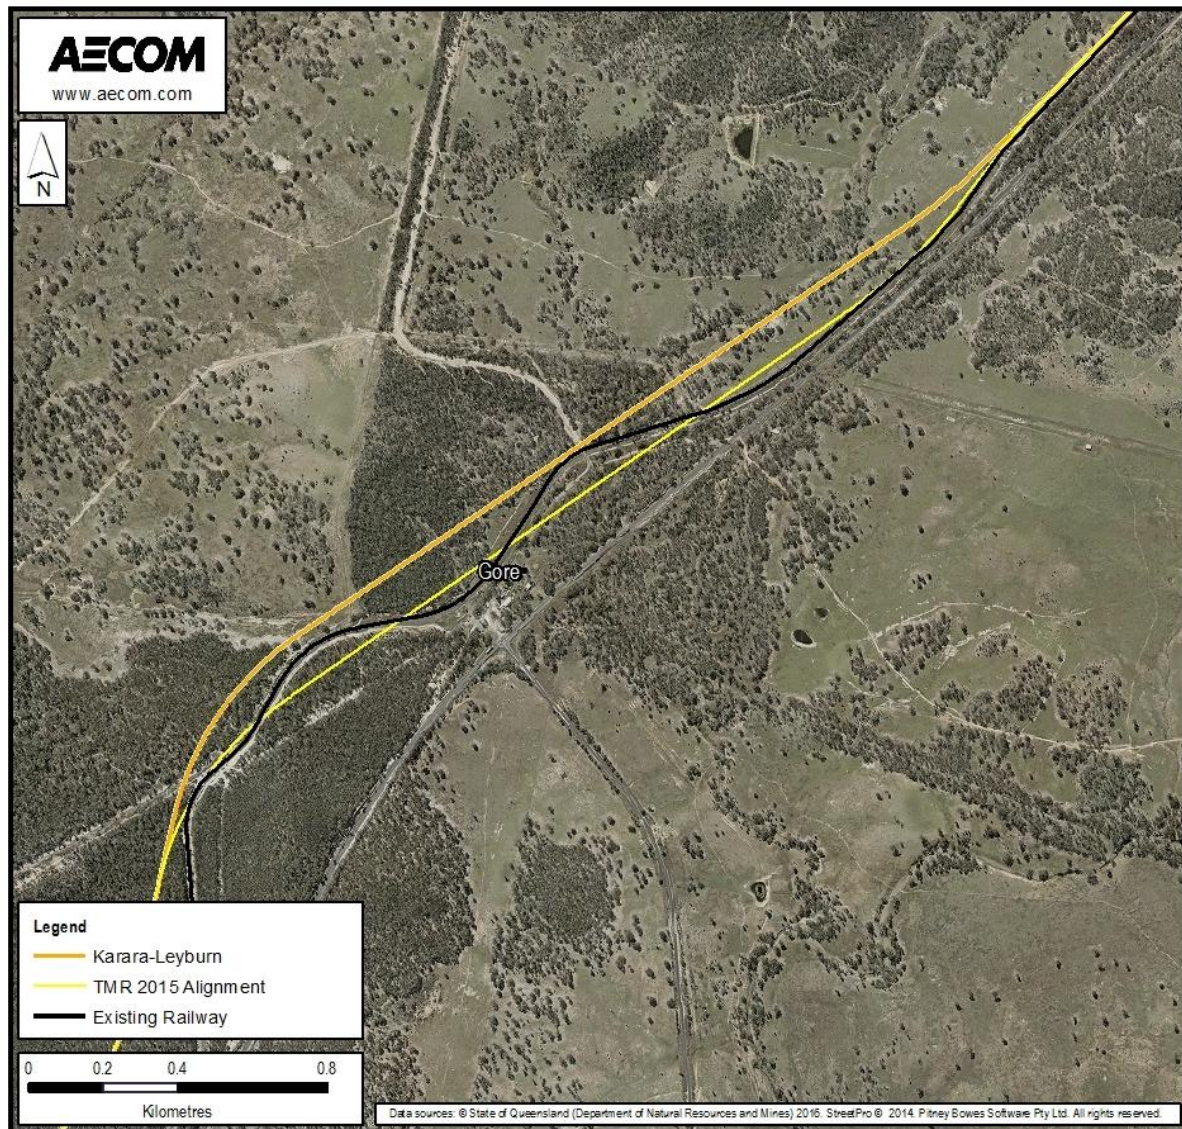 AECOM
www.aecom.com
N
Gore
Legend
Karara-Leyburn
TMR 2015 Alignment
Existing Railway
0 0.2 0.4 0.8
Kilometres
Data sources: © State of Queensland (Department of Natural Resources and Mines) 2016. StreetPro © 2014 Pitney Bowes Software Pty Ltd. All rights reserved.